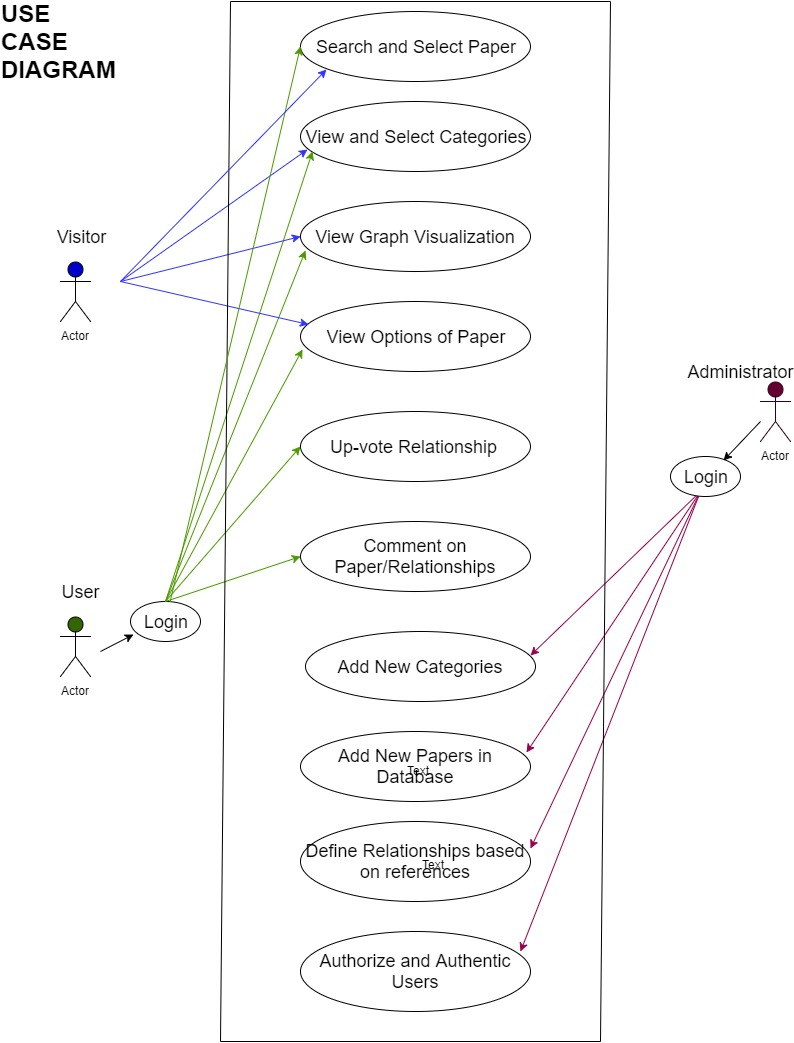 USE
CASE
DIAGRAM
Search and Select Paper
View and Select Categories
Visitor
Actor
View Graph Visualization
View Options of Paper
Administrator
Actor
Up-vote Relationship
Login
Comment on
Paper/Relationships
User
Login
Actor
Add New Categories
Add New Papers in
Database
Text
Define Relationships based
on references
Text
Authorize and Authentic
Users